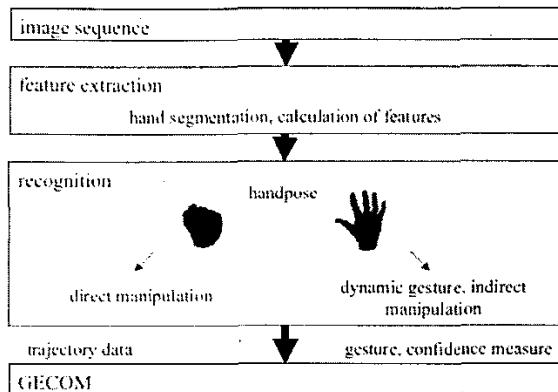 image sequence
feature extraction
hand segmentation, calculation of features
recognition
handpose
direct manipulation
dynamic gesture, indirect
manipulation
trajectory data
gesture, confidence measure
GECOM